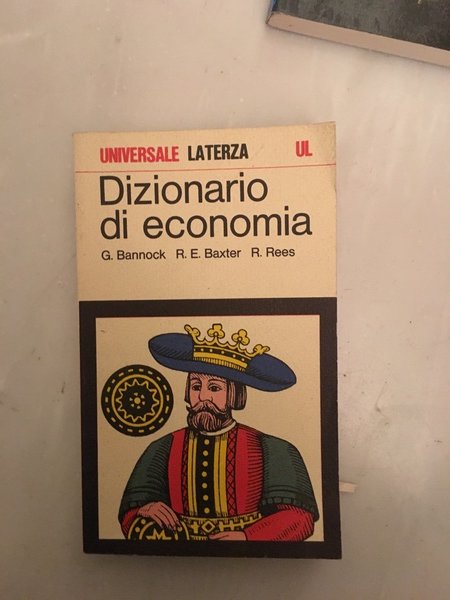 UNIVERSALE LATERZA UL
Dizionario
di economia
G. Bannock R. E. Baxter R. Rees